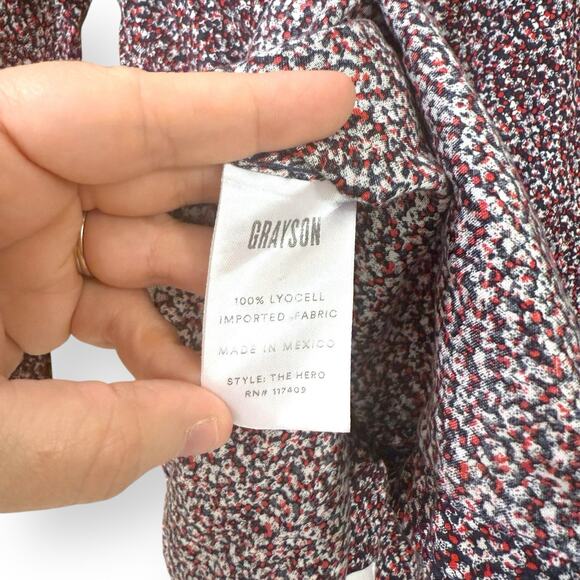 GRAYSON
100% LYOCELL
IMPORTED FABRIC
MADE IN MEXICO
STYLE: THE HERO
RN# 117409